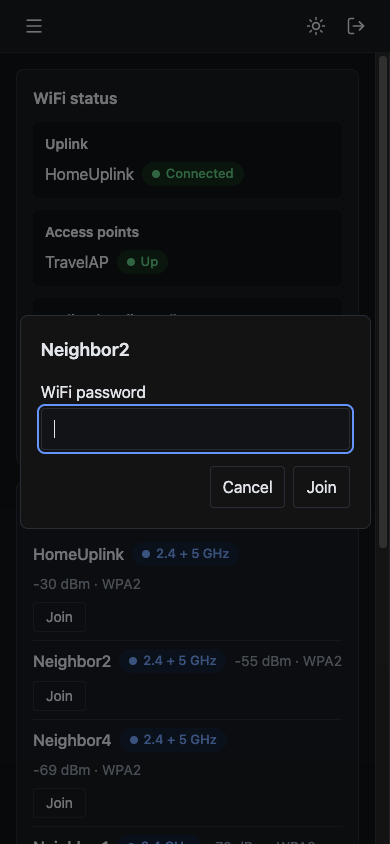 WiFi status
Uplink
HomeUplink Connected
Access points
TravelAP Up
Neighbor2
WiFi password
Cancel Join
HomeUplink 2.4 + 5 GHz
-30 dBm · WPA2
Join
Neighbor2 2.4 + 5 GHz -55 dBm · WPA2
Join
Neighbor4 2.4 + 5 GHz
-69 dBm · WPA2
Join